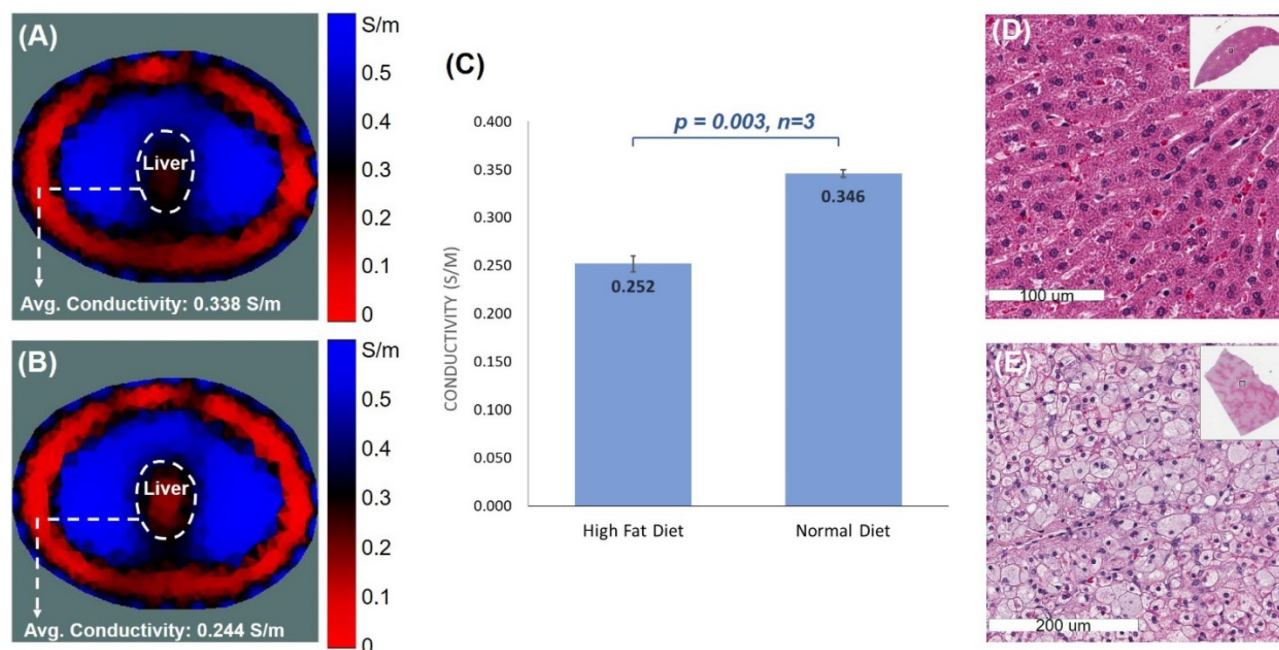 (A)
Liver
Avg. Conductivity: 0.338 S/m
S/m
0.5
0.4
0.3
0.2
0.1
0
(B)
Liver
Avg. Conductivity: 0.244 S/m
S/m
0.5
0.4
0.3
0.2
0.1
0
(C)
p = 0.003, n=3
CONDUCTIVITY (S/M)
0.400
0.350
0.300
0.250
0.200
0.150
0.100
0.050
0.000
0.252
0.346
High Fat Diet
Normal Diet
(D)
100 um
(E)
200 um